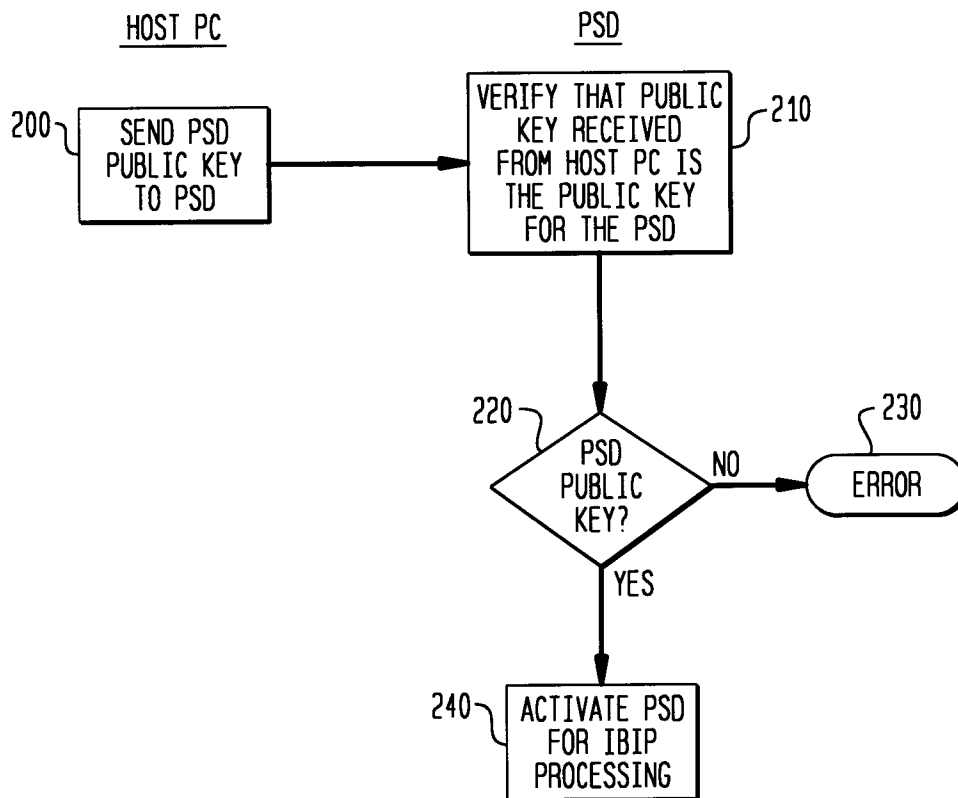 HOST PC
PSD
200
SEND PSD
PUBLIC KEY
TO PSD
VERIFY THAT PUBLIC
KEY RECEIVED
FROM HOST PC IS
THE PUBLIC KEY
FOR THE PSD
210
220
PSD
PUBLIC
KEY?
NO
230
ERROR
YES
240
ACTIVATE PSD
FOR IBIP
PROCESSING